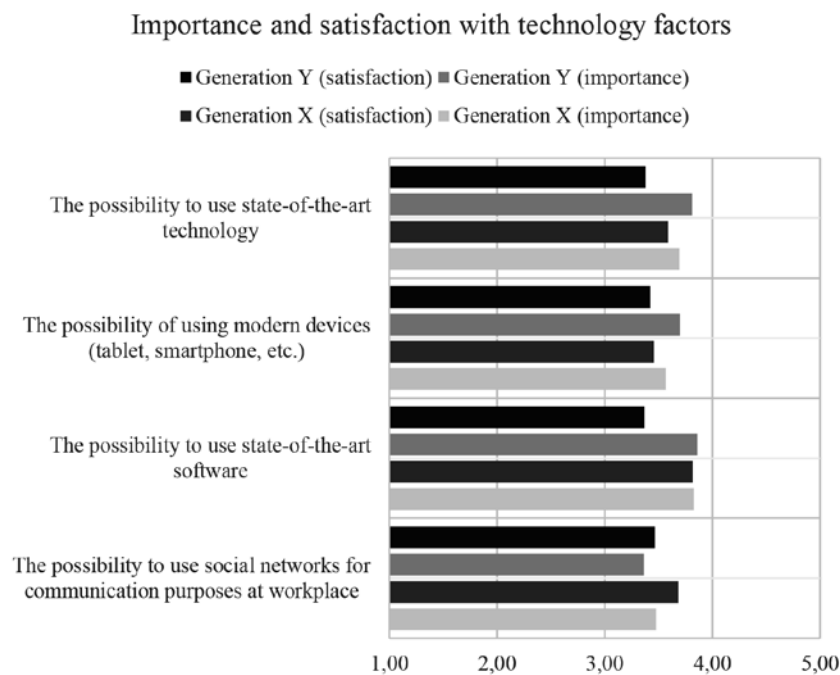 Importance and satisfaction with technology factors
Generation Y (satisfaction) Generation Y (importance)
Generation X (satisfaction) Generation X (importance)
The possibility to use state-of-the-art
technology
The possibility of using modern devices
(tablet, smartphone, etc.)
The possibility to use state-of-the-art
software
The possibility to use social networks for
communication purposes at workplace
1,00 2,00 3,00 4,00 5,00